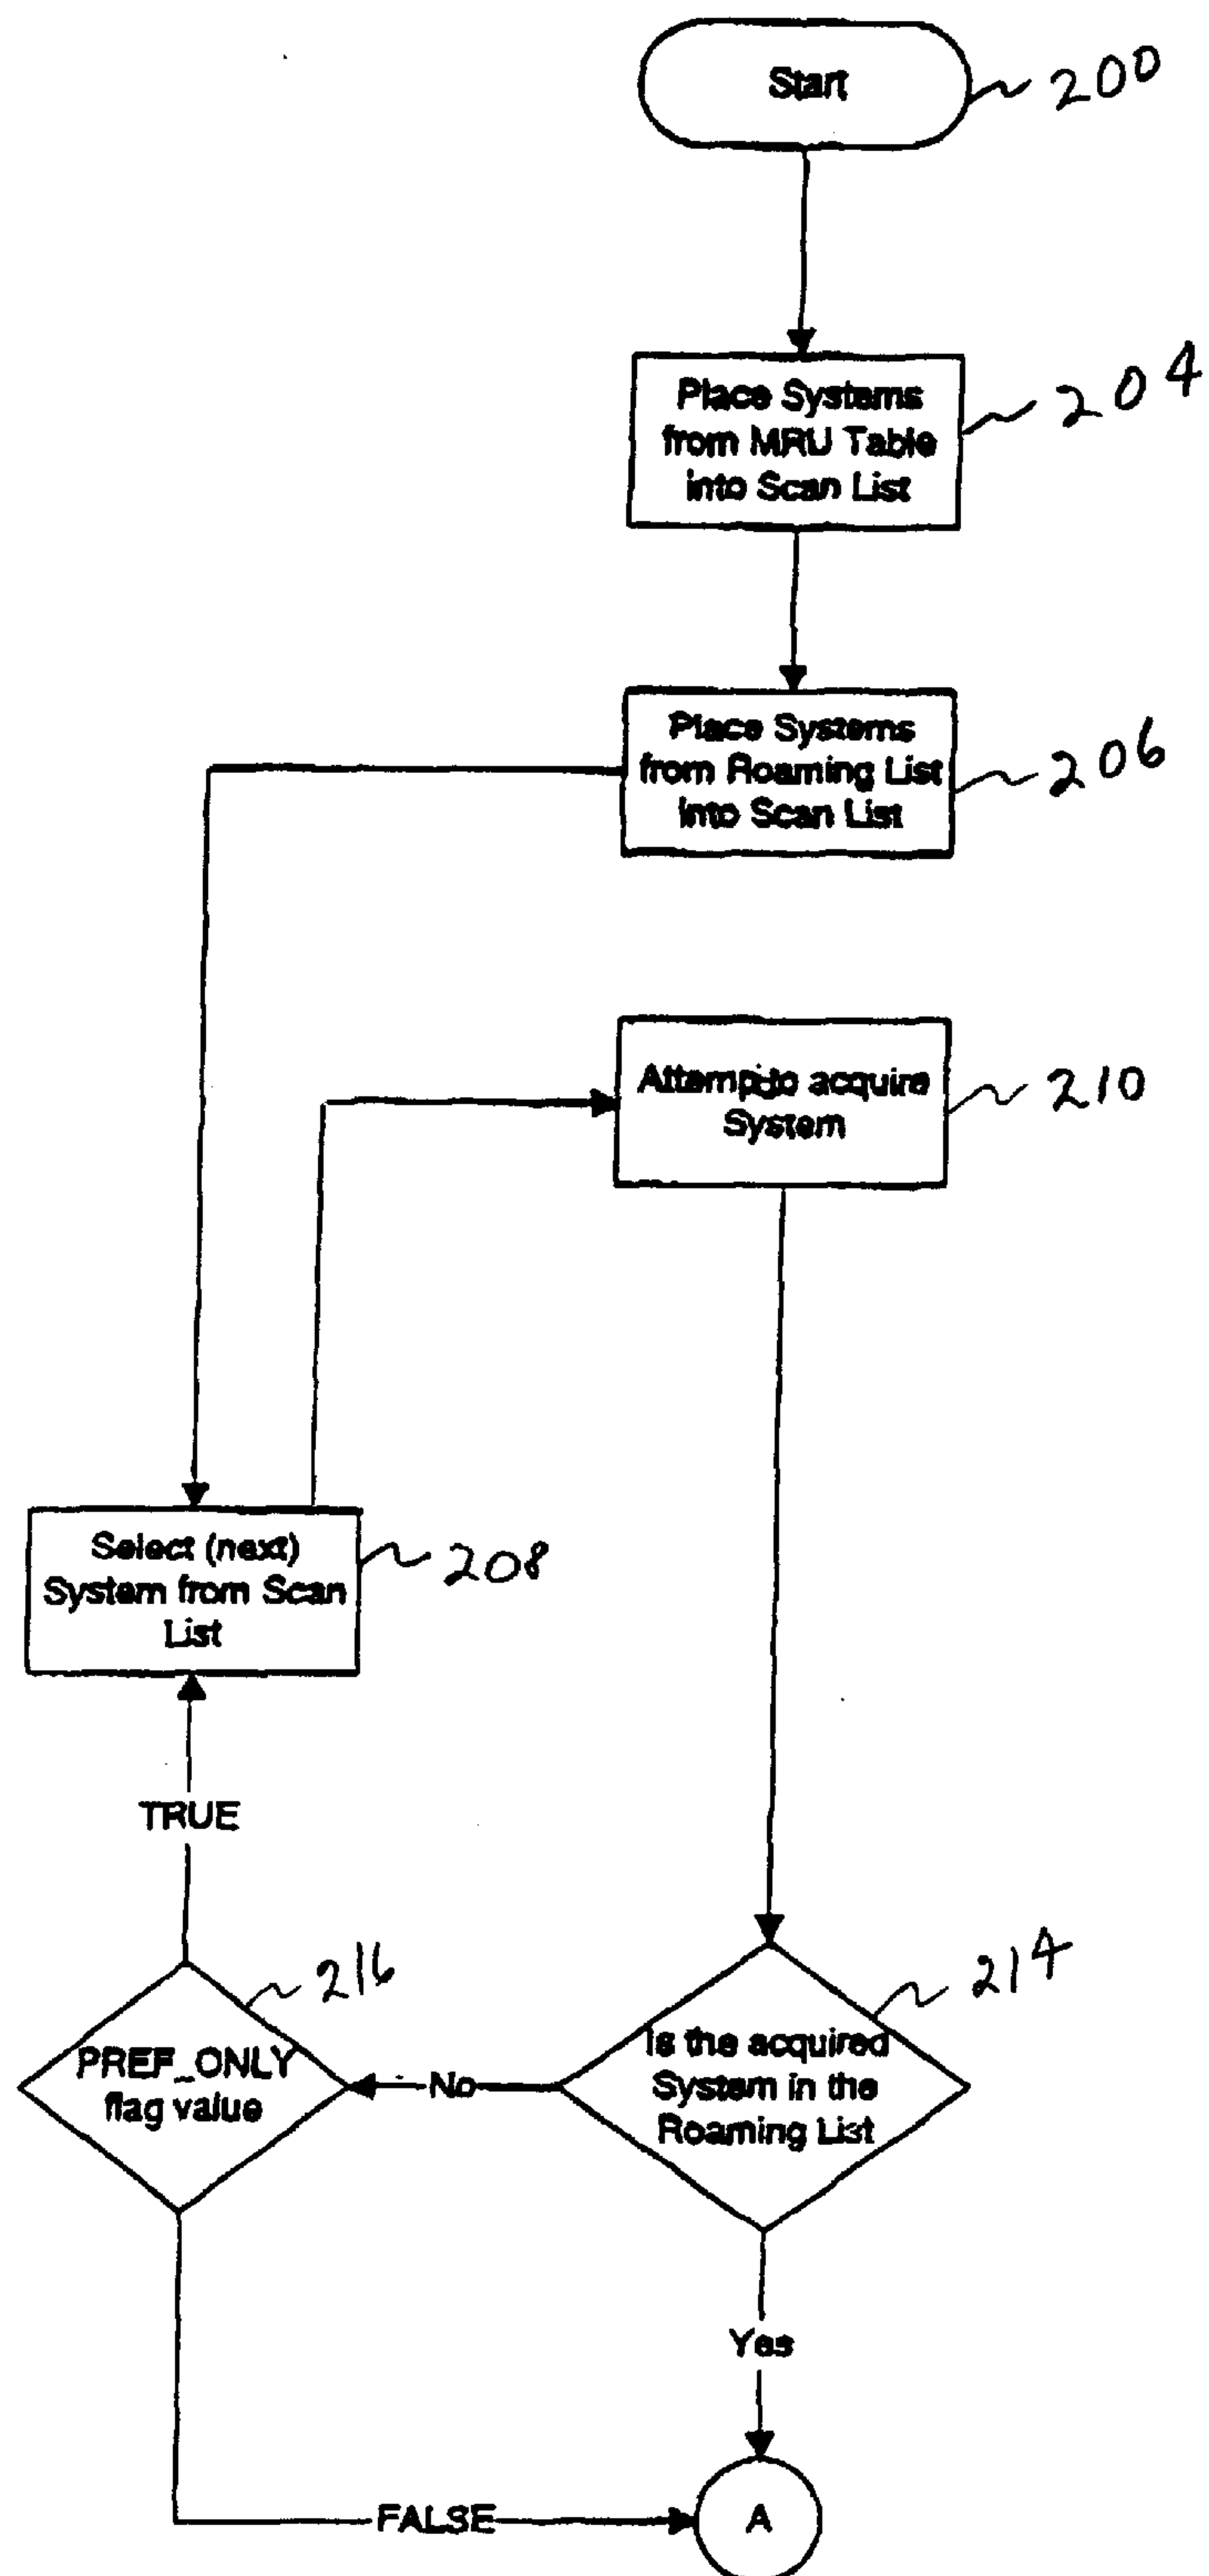 Start
200
Place Systems
from MRU Table
into Scan List
204
Place Systems
from Roaming List
into Scan List
206
Attempt to acquire
System
210
Select (next)
System from Scan
List
208
TRUE
216
PREF_ONLY
flag value
No
214
Is the acquired
System in the
Roaming List
Yes
FALSE
A